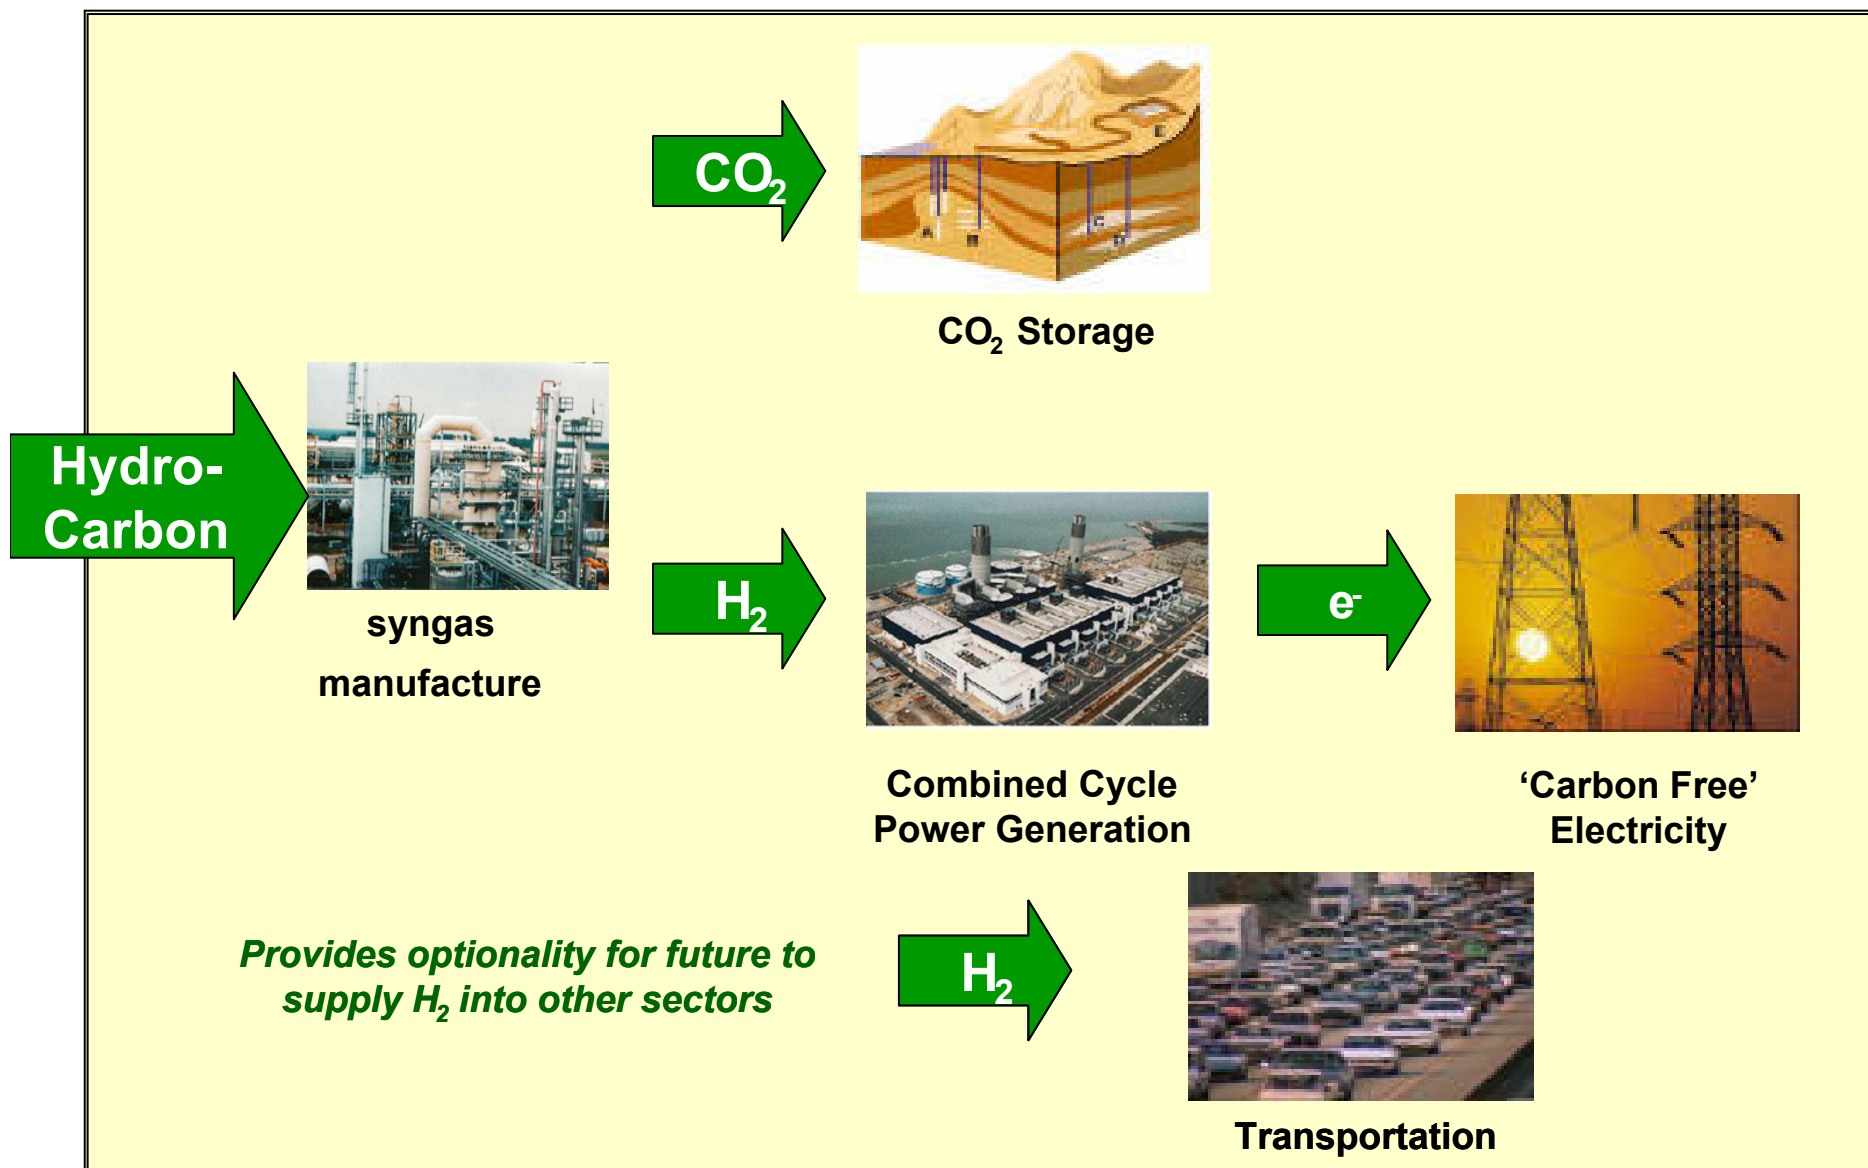 CO₂
CO₂ Storage
Hydro-
Carbon
syngas
manufacture
H₂
e⁻
Combined Cycle
Power Generation
‘Carbon Free’
Electricity
Provides optionality for future to
supply H₂ into other sectors
H₂
Transportation
A
C
E